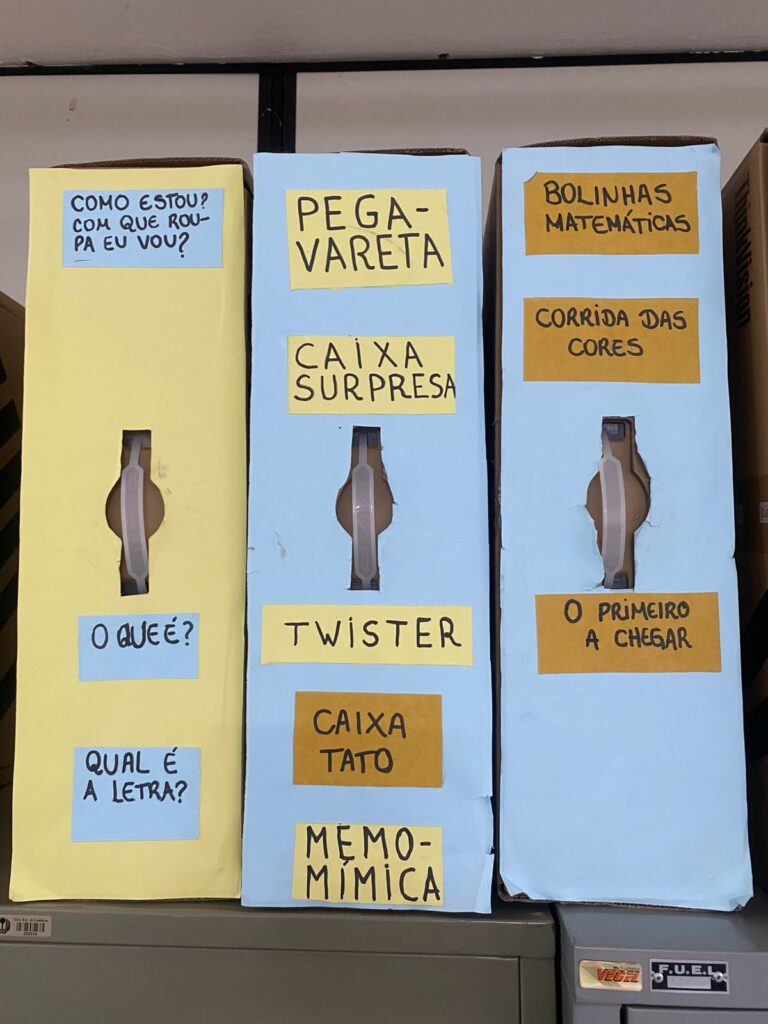 COMO ESTOU?
COM QUE ROU-
PA EU VOU?
O QUE É?
QUAL É
A LETRA?
PEGA-
VARETA
CAIXA
SURPRESA
TWISTER
CAIXA
TATO
MEMO-
MÍMICA
BOLINHAS
MATEMÁTICAS
CORRIDA DAS
CORES
O PRIMEIRO
A CHEGAR
VEGEL
F.U.E.L